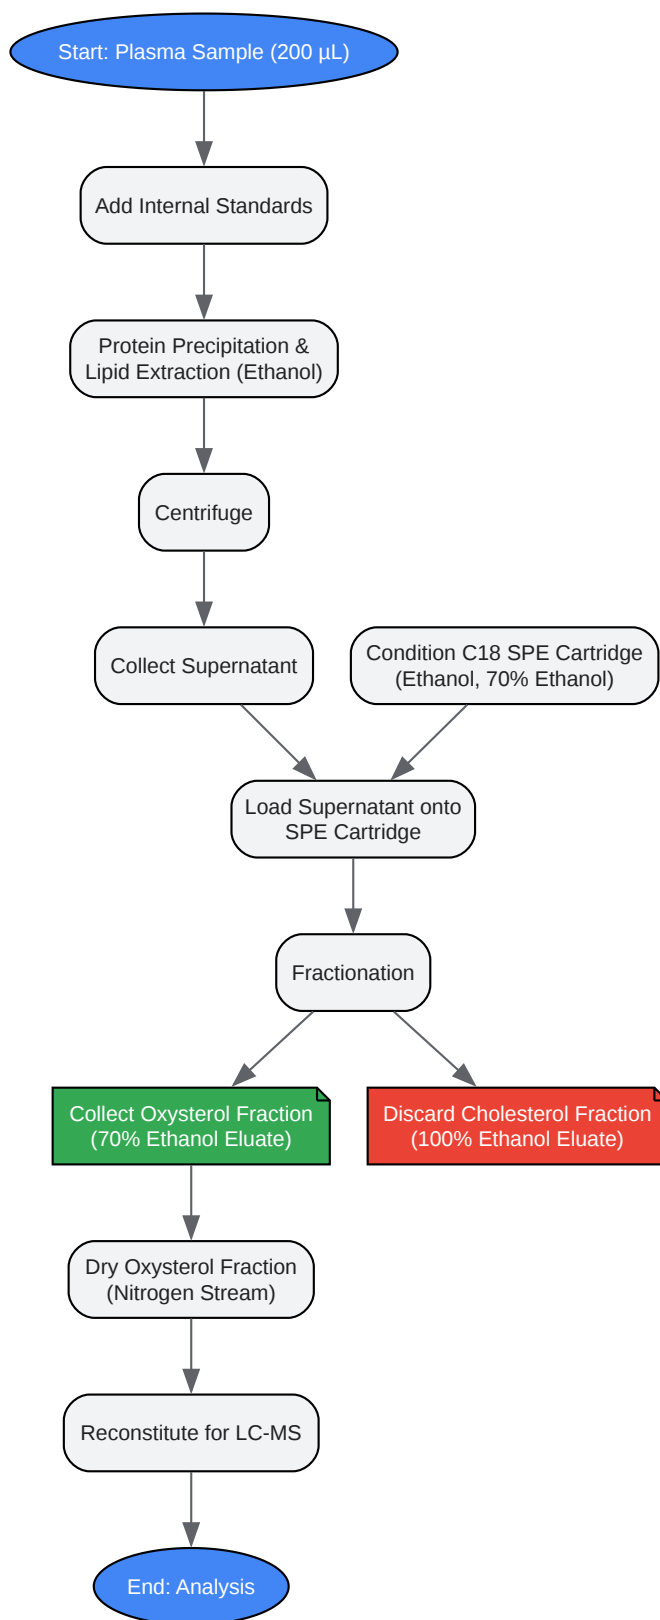 Start: Plasma Sample (200 µL)
Add Internal Standards
Protein Precipitation &
Lipid Extraction (Ethanol)
Centrifuge
Collect Supernatant
Condition C18 SPE Cartridge
(Ethanol, 70% Ethanol)
Load Supernatant onto
SPE Cartridge
Fractionation
Collect Oxysterol Fraction
(70% Ethanol Eluate)
Discard Cholesterol Fraction
(100% Ethanol Eluate)
Dry Oxysterol Fraction
(Nitrogen Stream)
Reconstitute for LC-MS
End: Analysis